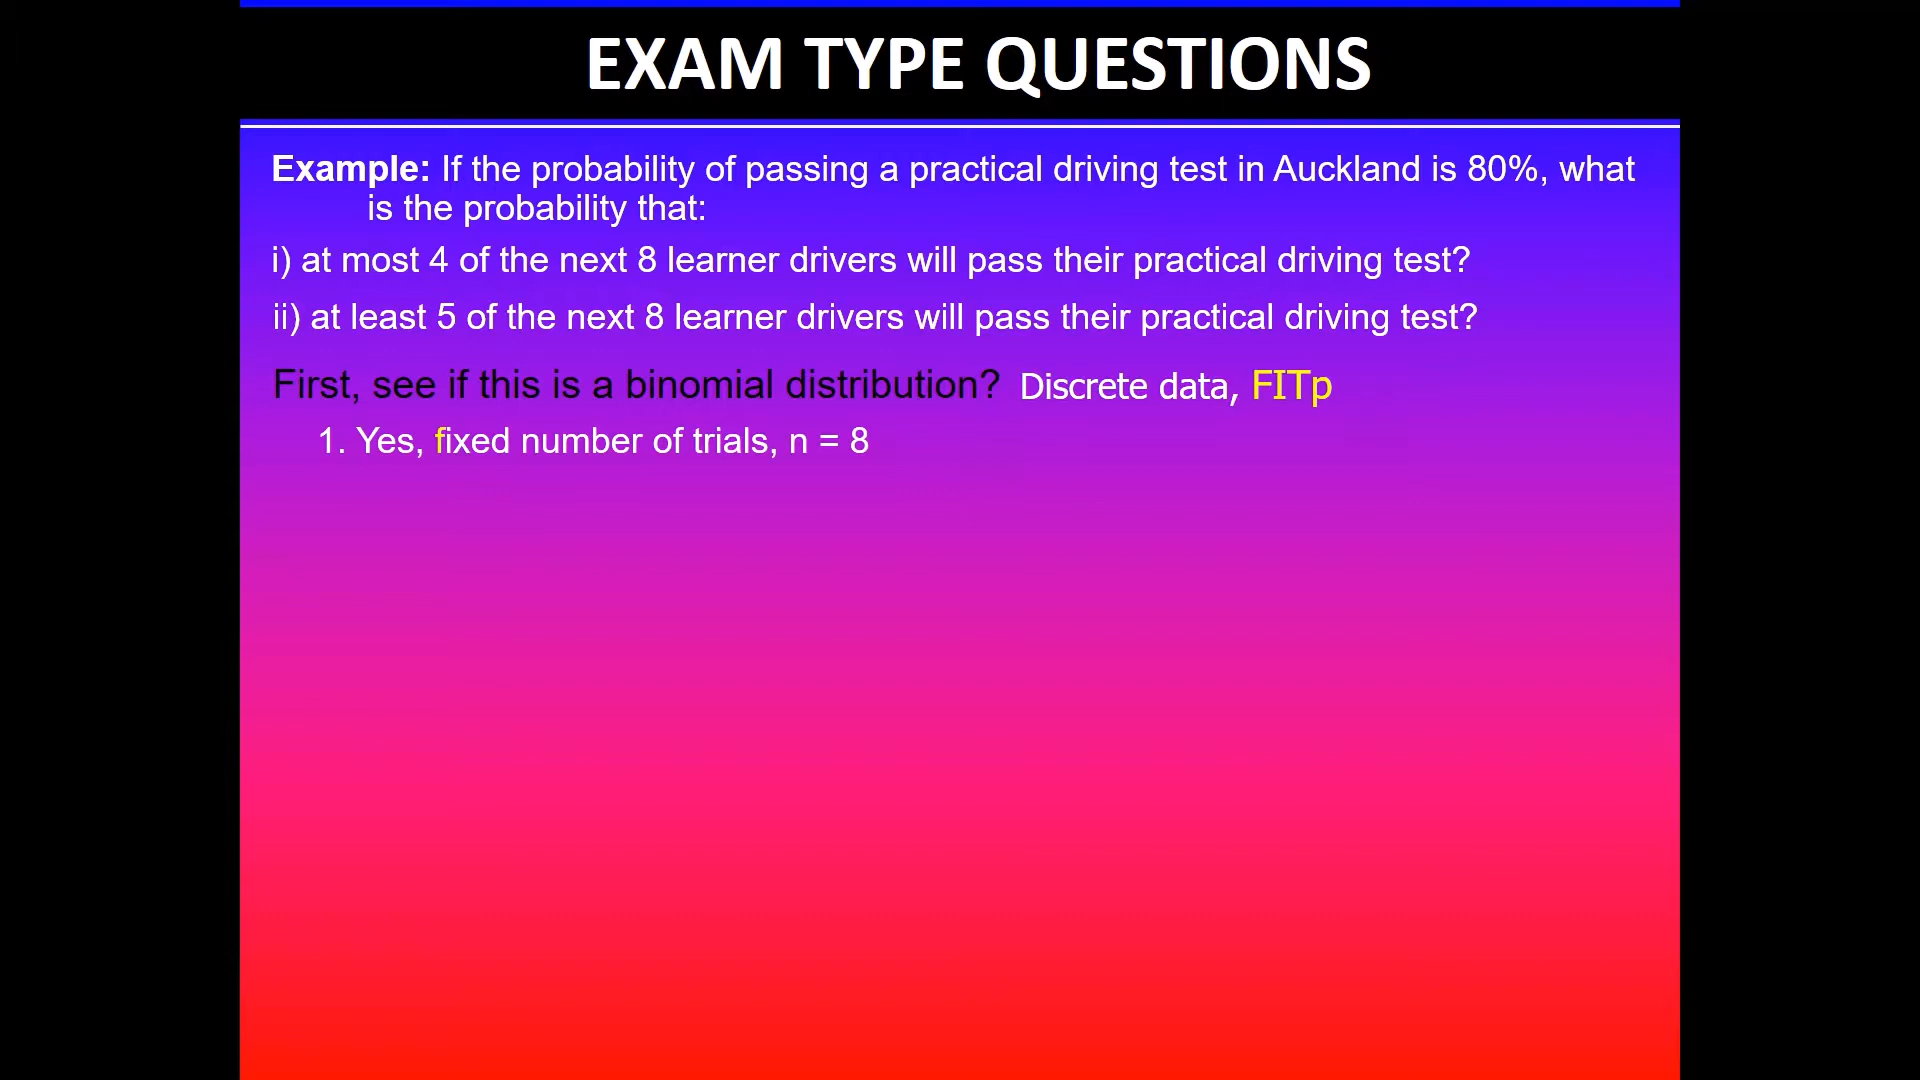 EXAM TYPE QUESTIONS
Example: If the probability of passing a practical driving test in Auckland is 80%, what
is the probability that:
i) at most 4 of the next 8 learner drivers will pass their practical driving test?
ii) at least 5 of the next 8 learner drivers will pass their practical driving test?
First, see if this is a binomial distribution? Discrete data, FITp
1. Yes, fixed number of trials, n = 8